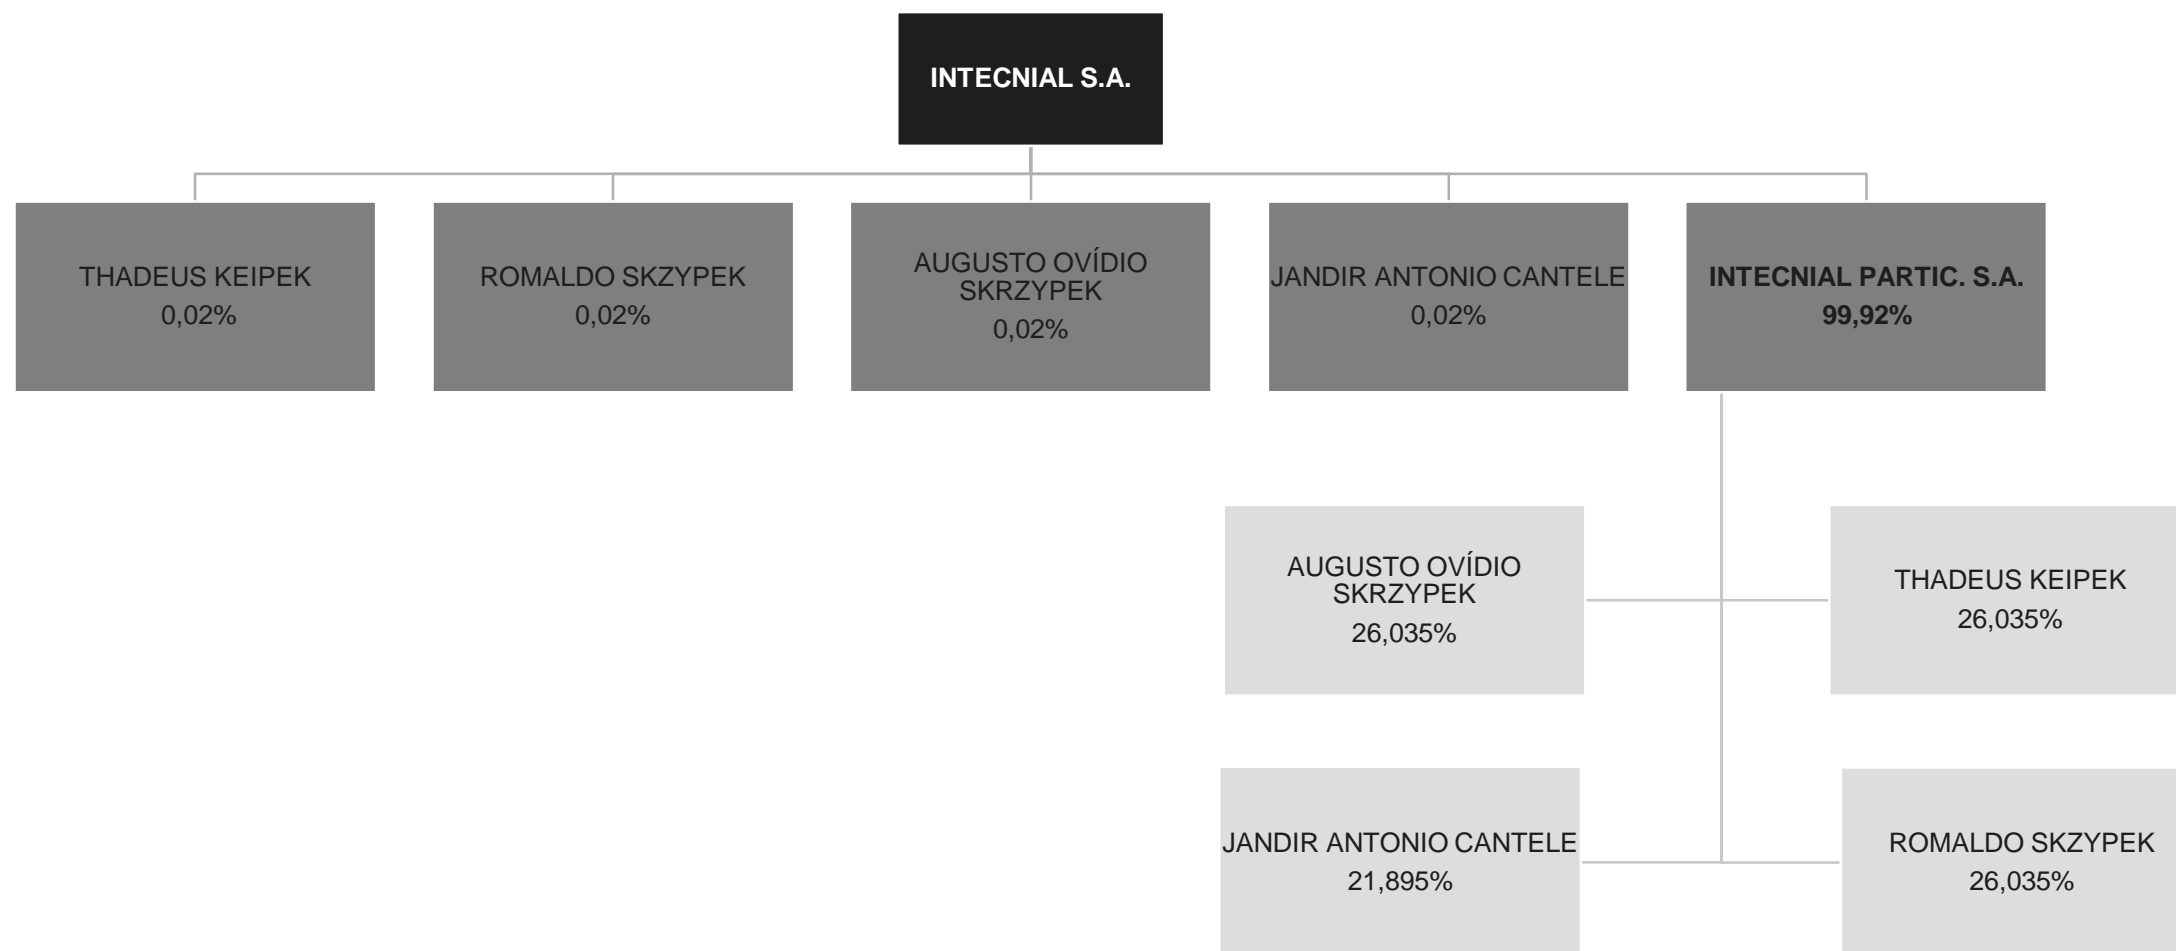 INTECNIAL S.A.
THADEUS KEIPEK
0,02%
ROMALDO SKZYPEK
0,02%
AUGUSTO OVÍDIO
SKRZYPEK
0,02%
JANDIR ANTONIO CANTELE
0,02%
INTECNIAL PARTIC. S.A.
99,92%
AUGUSTO OVÍDIO
SKRZYPEK
26,035%
THADEUS KEIPEK
26,035%
JANDIR ANTONIO CANTELE
21,895%
ROMALDO SKZYPEK
26,035%